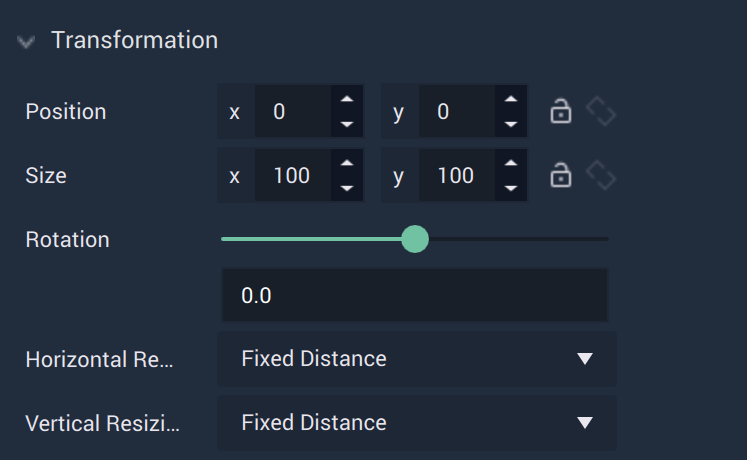 Transformation
Position x 0 y 0
Size x 100 y 100
Rotation
0.0
Horizontal Re... Fixed Distance
Vertical Resizi... Fixed Distance